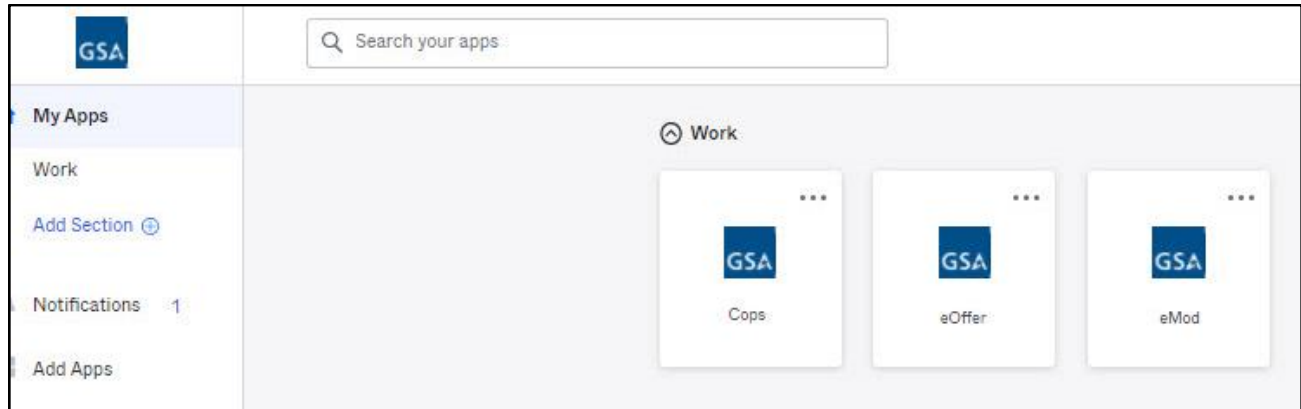 GSA
Search your apps
My Apps
Work
Add Section
Notifications 1
Add Apps
Work
GSA
Cops
GSA
eOffer
GSA
eMod